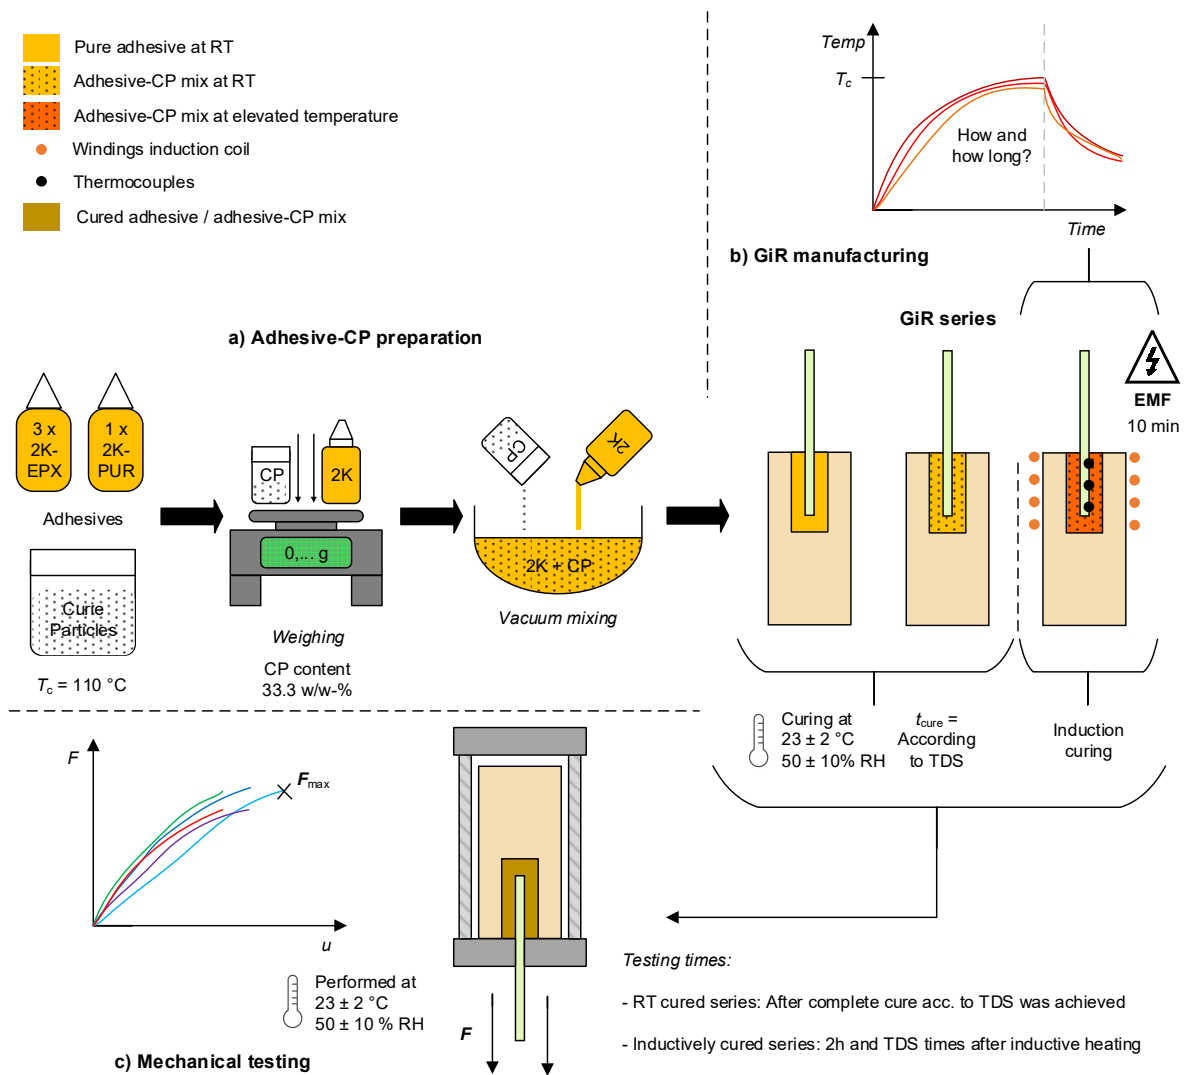 Pure adhesive at RT
Adhesive-CP mix at RT
Adhesive-CP mix at elevated temperature
Windings induction coil
Thermocouples
Cured adhesive / adhesive-CP mix
Temp
Tc
How and
how long?
Time
b) GiR manufacturing
GiR series
EMF
10 min
a) Adhesive-CP preparation
3 x
2K-
EPX
1 x
2K-
PUR
Adhesives
Curie
Particles
Tc = 110 °C
CP
2K
0,... g
Weighing
CP content
33.3 w/w-%
CP
2K
2K + CP
Vacuum mixing
Curing at
23 ± 2 °C
50 ± 10% RH
tcure =
According
to TDS
Induction
curing
F
Fmax
u
Performed at
23 ± 2 °C
50 ± 10 % RH
c) Mechanical testing
F
Testing times:
- RT cured series: After complete cure acc. to TDS was achieved
- Inductively cured series: 2h and TDS times after inductive heating